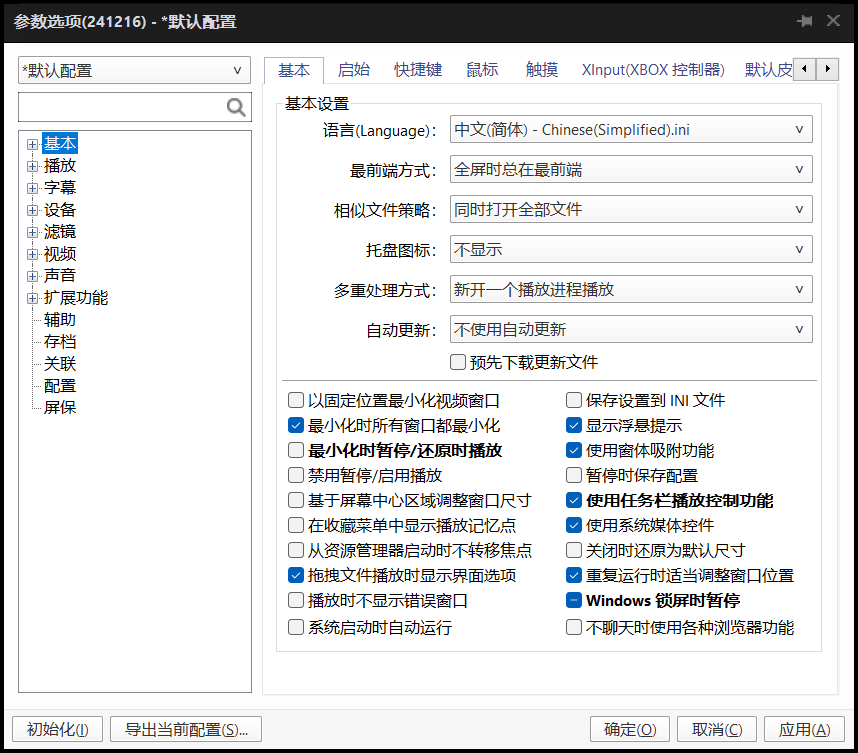 参数选项(241216) - *默认配置
*默认配置
基本 启始 快捷键 鼠标 触摸 XInput(XBOX 控制器) 默认皮
基本
播放
字幕
设备
滤镜
视频
声音
扩展功能
辅助
存档
关联
配置
屏保
基本设置
语言(Language): 中文(简体) - Chinese(Simplified).ini
最前端方式: 全屏时总在最前端
相似文件策略: 同时打开全部文件
托盘图标: 不显示
多重处理方式: 新开一个播放进程播放
自动更新: 不使用自动更新
预先下载更新文件
以固定位置最小化视频窗口 保存设置到 INI 文件
最小化时所有窗口都最小化 显示浮悬提示
最小化时暂停/还原时播放 使用窗体吸附功能
禁用暂停/启用播放 暂停时保存配置
基于屏幕中心区域调整窗口尺寸 使用任务栏播放控制功能
在收藏菜单中显示播放记忆点 使用系统媒体控件
从资源管理器启动时不转移焦点 关闭时还原为默认尺寸
拖拽文件播放时显示界面选项 重复运行时适当调整窗口位置
播放时不显示错误窗口 Windows 锁屏时暂停
系统启动时自动运行 不聊天时使用各种浏览器功能
初始化(I) 导出当前配置(S)... 确定(O) 取消(C) 应用(A)